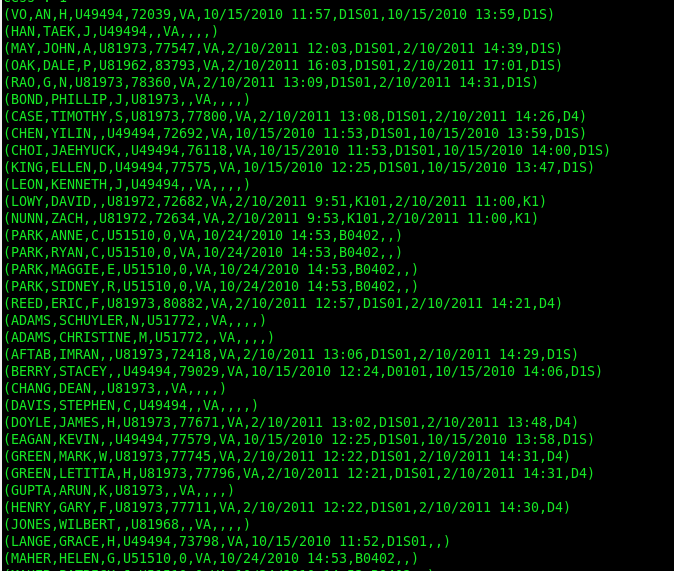 (VO,AN,H,U49494,72039,VA,10/15/2010 11:57,D1S01,10/15/2010 13:59,D1S)
(HAN,TAEK,J,U49494,,VA,,,,)
(MAY,JOHN,A,U81973,77547,VA,2/10/2011 12:03,D1S01,2/10/2011 14:39,D1S)
(OAK,DALE,P,U81962,83793,VA,2/10/2011 16:03,D1S01,2/10/2011 17:01,D1S)
(RAO,G,N,U81973,78360,VA,2/10/2011 13:09,D1S01,2/10/2011 14:31,D1S)
(BOND,PHILLIP,J,U81973,,VA,,,,)
(CASE,TIMOTHY,S,U81973,77800,VA,2/10/2011 13:08,D1S01,2/10/2011 14:26,D4)
(CHEN,YILIN,,U49494,72692,VA,10/15/2010 11:53,D1S01,10/15/2010 13:59,D1S)
(CHOI,JAEHYUCK,,U49494,76118,VA,10/15/2010 11:53,D1S01,10/15/2010 14:00,D1S)
(KING,ELLEN,D,U49494,77575,VA,10/15/2010 12:25,D1S01,10/15/2010 13:47,D1S)
(LEON,KENNETH,J,U49494,,VA,,,,)
(LOWY,DAVID,,U81972,72682,VA,2/10/2011 9:51,K101,2/10/2011 11:00,K1)
(NUNN,ZACH,,U81972,72634,VA,2/10/2011 9:53,K101,2/10/2011 11:00,K1)
(PARK,ANNE,C,U51510,0,VA,10/24/2010 14:53,B0402,,)
(PARK,RYAN,C,U51510,0,VA,10/24/2010 14:53,B0402,,)
(PARK,MAGGIE,E,U51510,0,VA,10/24/2010 14:53,B0402,,)
(PARK,SIDNEY,R,U51510,0,VA,10/24/2010 14:53,B0402,,)
(REED,ERIC,F,U81973,80882,VA,2/10/2011 12:57,D1S01,2/10/2011 14:21,D4)
(ADAMS,SCHUYLER,N,U51772,,VA,,,,)
(ADAMS,CHRISTINE,M,U51772,,VA,,,,)
(AFTAB,IMRAN,,U81973,72418,VA,2/10/2011 13:06,D1S01,2/10/2011 14:29,D1S)
(BERRY,STACEY,,U49494,79029,VA,10/15/2010 12:24,D0101,10/15/2010 14:06,D1S)
(CHANG,DEAN,,U81973,,VA,,,,)
(DAVIS,STEPHEN,C,U49494,,VA,,,,)
(DOYLE,JAMES,H,U81973,77671,VA,2/10/2011 13:02,D1S01,2/10/2011 13:48,D4)
(EAGAN,KEVIN,,U49494,77579,VA,10/15/2010 12:25,D1S01,10/15/2010 13:58,D1S)
(GREEN,MARK,W,U81973,77745,VA,2/10/2011 12:22,D1S01,2/10/2011 14:31,D4)
(GREEN,LETITIA,H,U81973,77796,VA,2/10/2011 12:21,D1S01,2/10/2011 14:31,D4)
(GUPTA,ARUN,K,U81973,,VA,,,,)
(HENRY,GARY,F,U81973,77711,VA,2/10/2011 12:22,D1S01,2/10/2011 14:30,D4)
(JONES,WILBERT,,U81968,,VA,,,,)
(LANGE,GRACE,H,U49494,73798,VA,10/15/2010 11:52,D1S01,,)
(MAHER,HELEN,G,U51510,0,VA,10/24/2010 14:53,B0402,,)